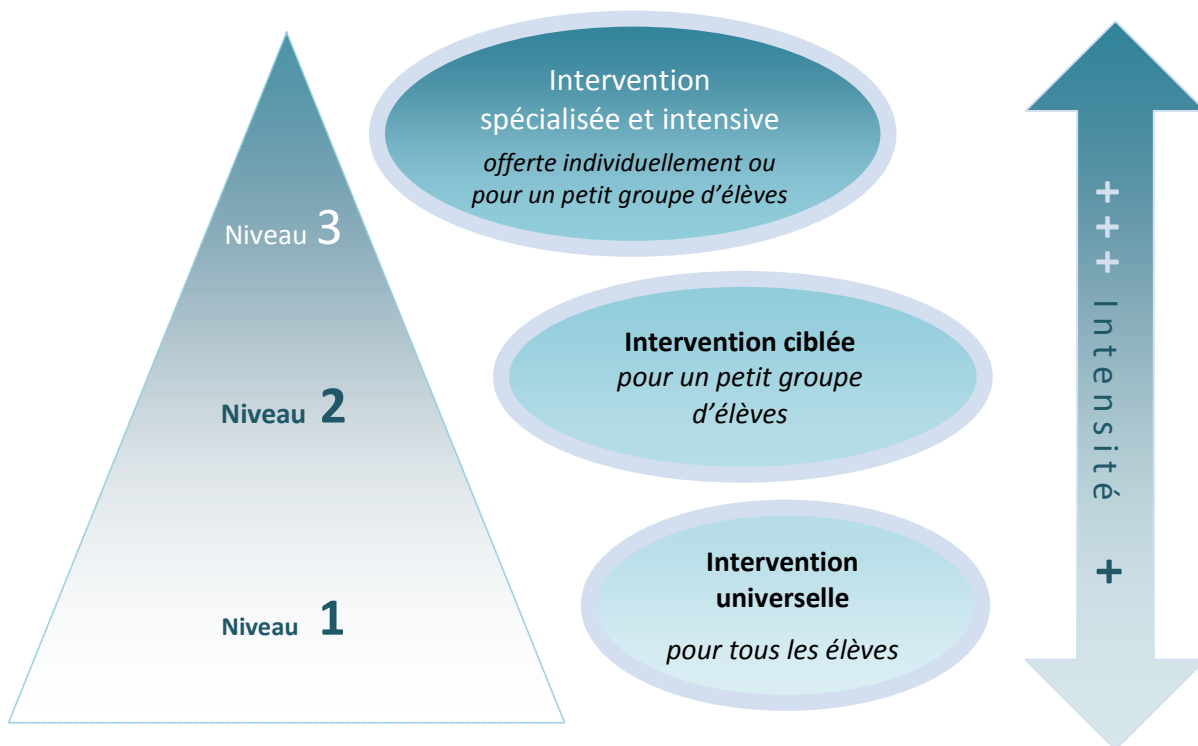 Intervention
spécialisée et intensive
offerte individuellement ou
pour un petit groupe d’élèves
Niveau 3
Intervention ciblée
pour un petit groupe
d’élèves
Niveau 2
Intervention
universelle
pour tous les élèves
Niveau 1
+++ Intensité +